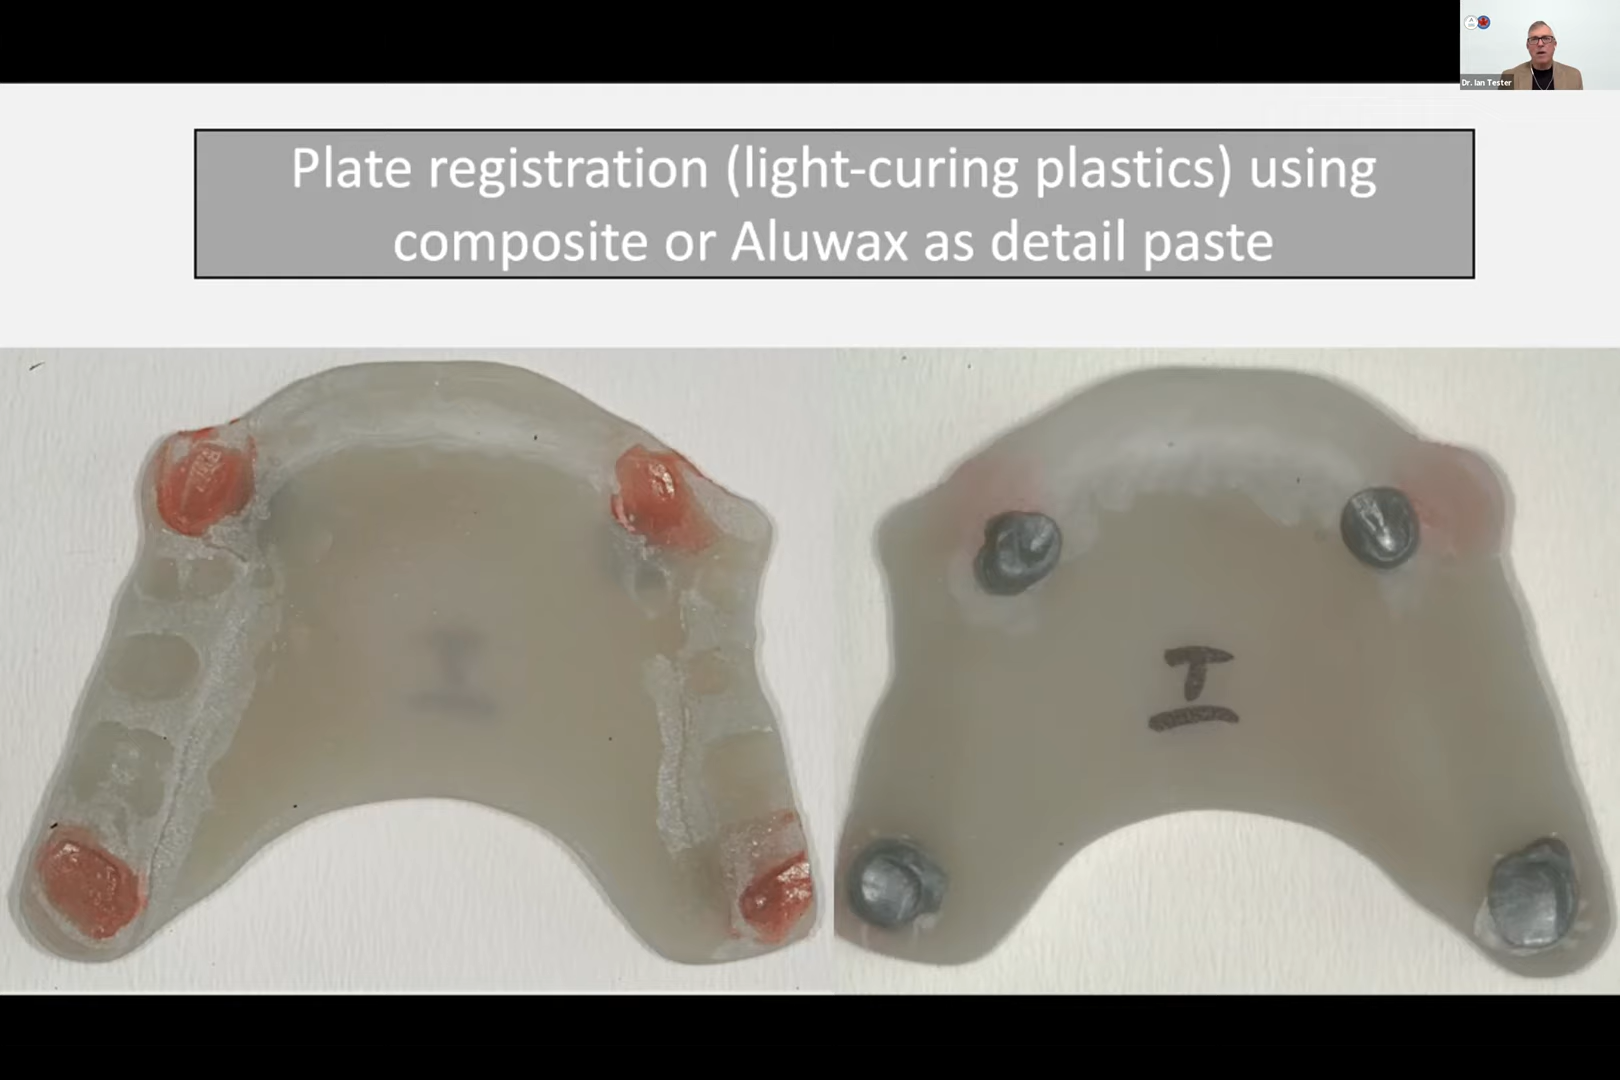 Dr. Ian Tester
Plate registration (light-curing plastics) using
composite or Aluwax as detail paste
I